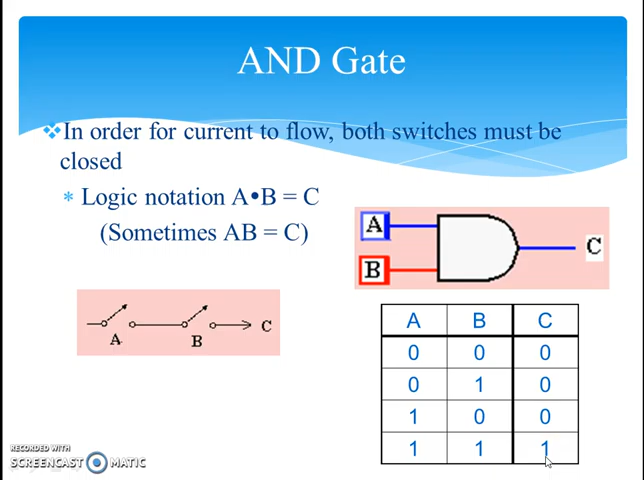 AND Gate
❖In order for current to flow, both switches must be
closed
* Logic notation A•B = C
(Sometimes AB = C)
A
B
C
A
B
C
A B C
0 0 0
0 1 0
1 0 0
1 1 1
RECORDED WITH
SCREENCAST MATIC